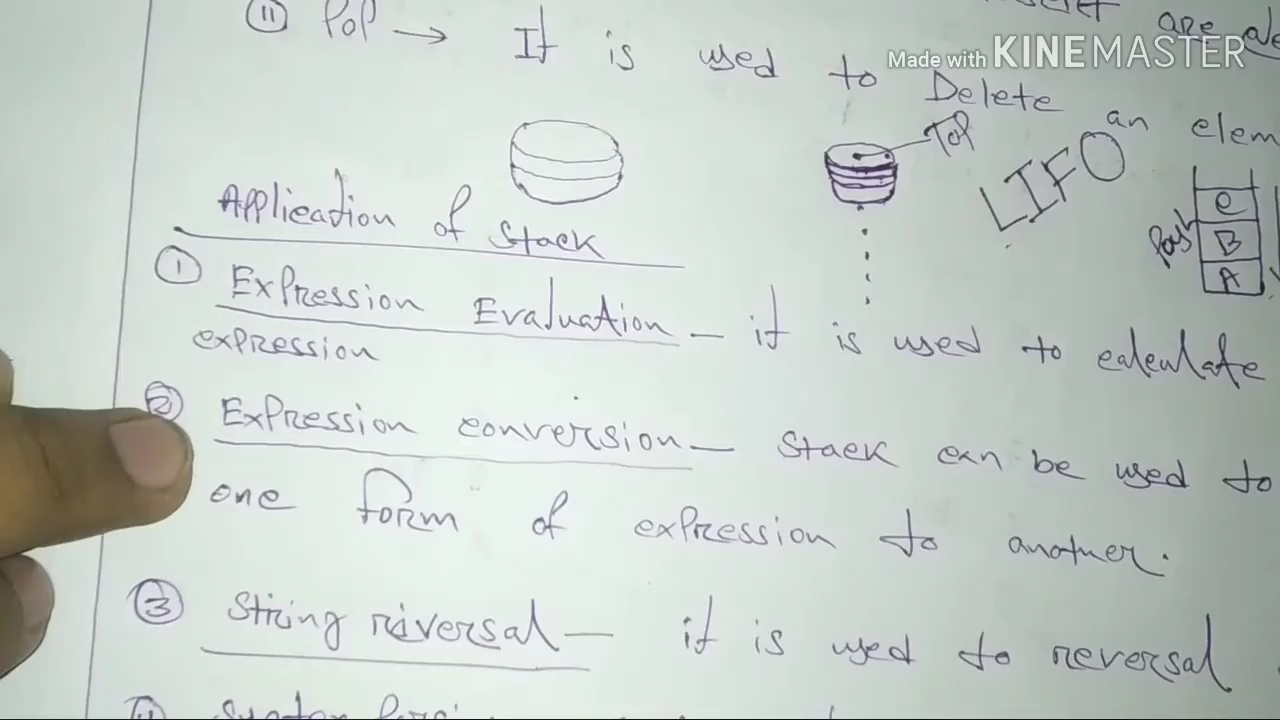 are
(ii) POP → It is used to Delete an elem
Made with KINEMASTER
TOP
LIFO
Push
C
B
A
Application of Stack
① Expression Evaluation – it is used to calculate
expression
② Expression conversion – Stack can be used to
one form of expression to another.
③ String riversal – it is used to reversal